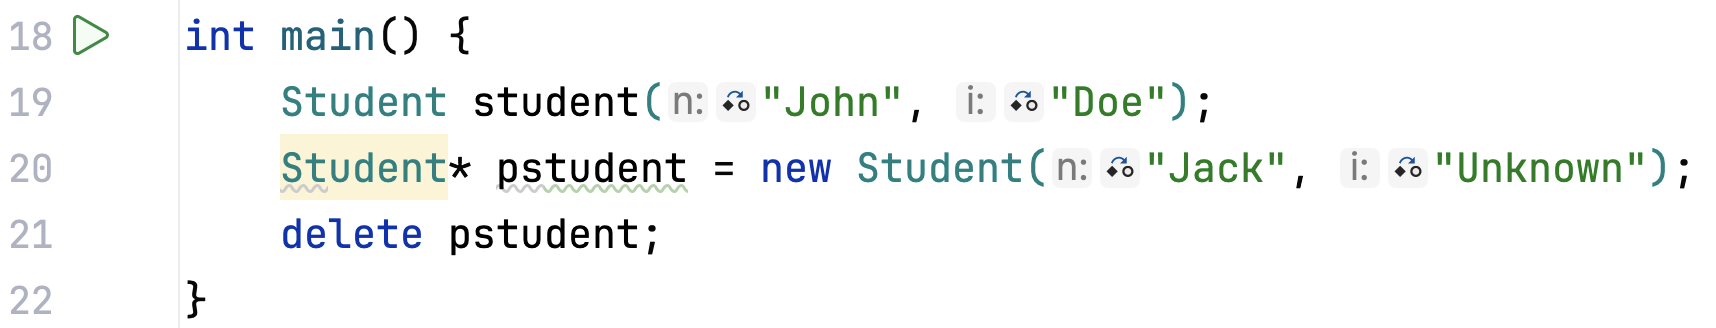 18 int main() {
19 Student student(n: "John", i: "Doe");
20 Student* pstudent = new Student(n: "Jack", i: "Unknown");
21 delete pstudent;
22 }